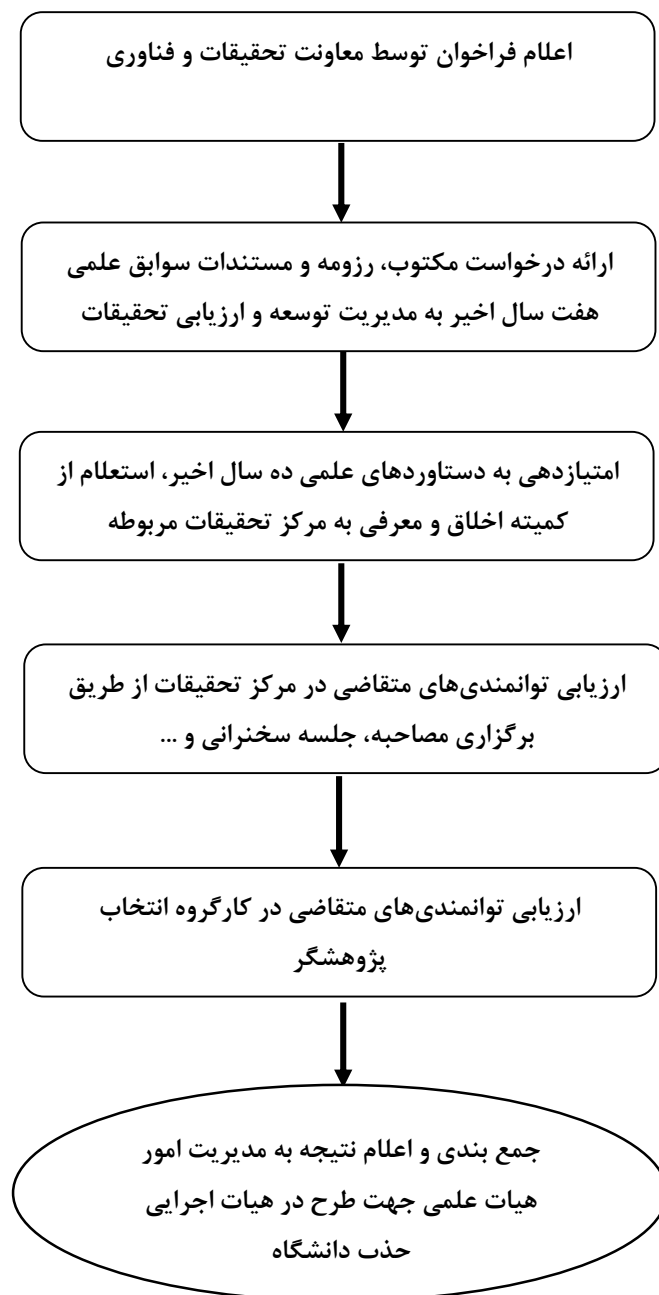 اعلام فراخوان توسط معاونت تحقیقات و فناوری
ارائه درخواست مکتوب، رزومه و مستندات سوابق علمی
هفت سال اخیر به مدیریت توسعه و ارزیابی تحقیقات
امتیازدهی به دستاوردهای علمی ده سال اخیر، استعلام از
کمیته اخلاق و معرفی به مرکز تحقیقات مربوطه
ارزیابی توانمندی‌های متقاضی در مرکز تحقیقات از طریق
برگزاری مصاحبه، جلسه سخنرانی و ...
ارزیابی توانمندی‌های متقاضی در کارگروه انتخاب
پژوهشگر
جمع بندی و اعلام نتیجه به مدیریت امور
هیات علمی جهت طرح در هیات اجرایی
حذب دانشگاه